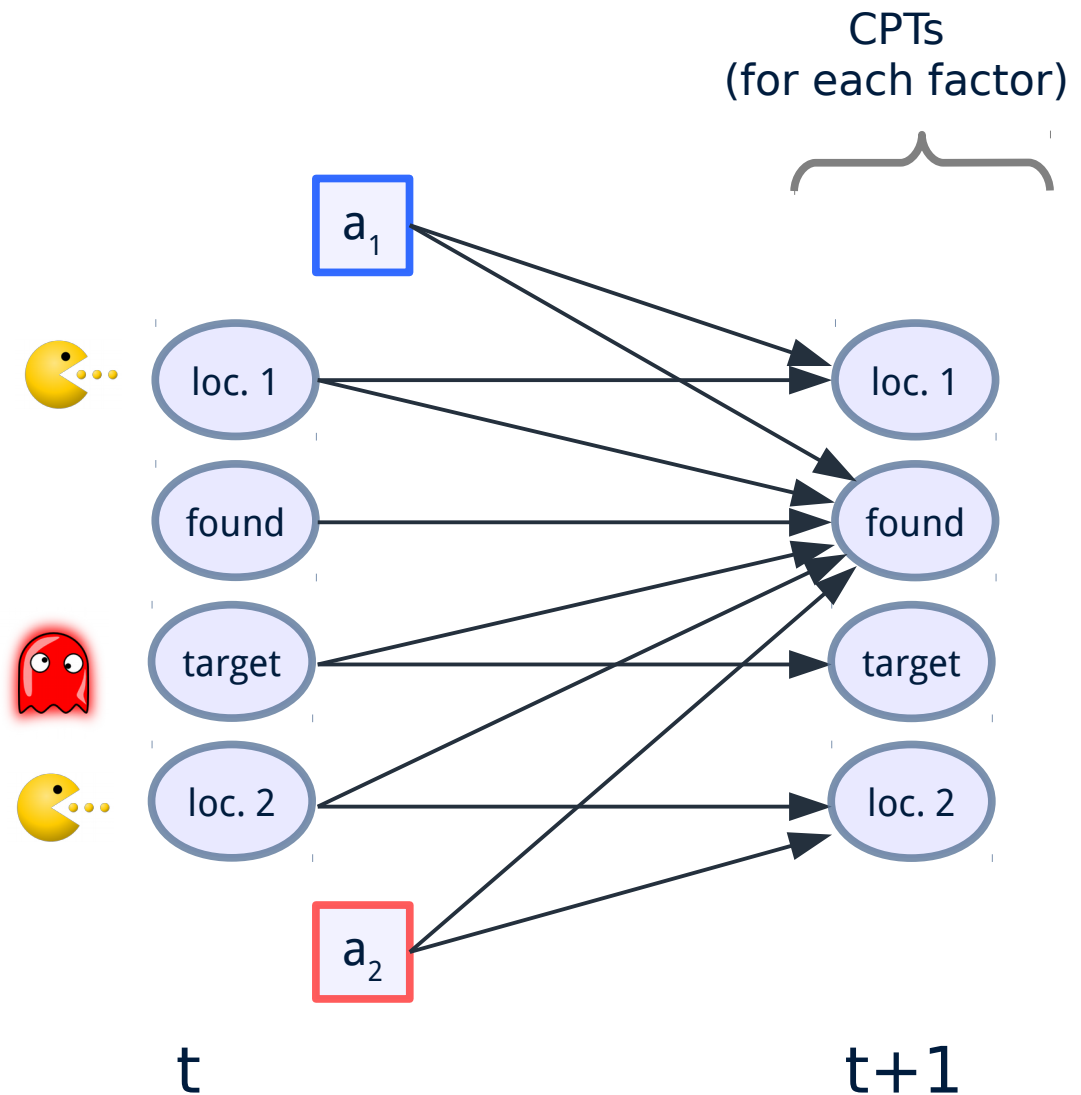 CPTs
(for each factor)
a₁
loc. 1
loc. 1
found
found
target
target
loc. 2
loc. 2
a₂
t
t+1